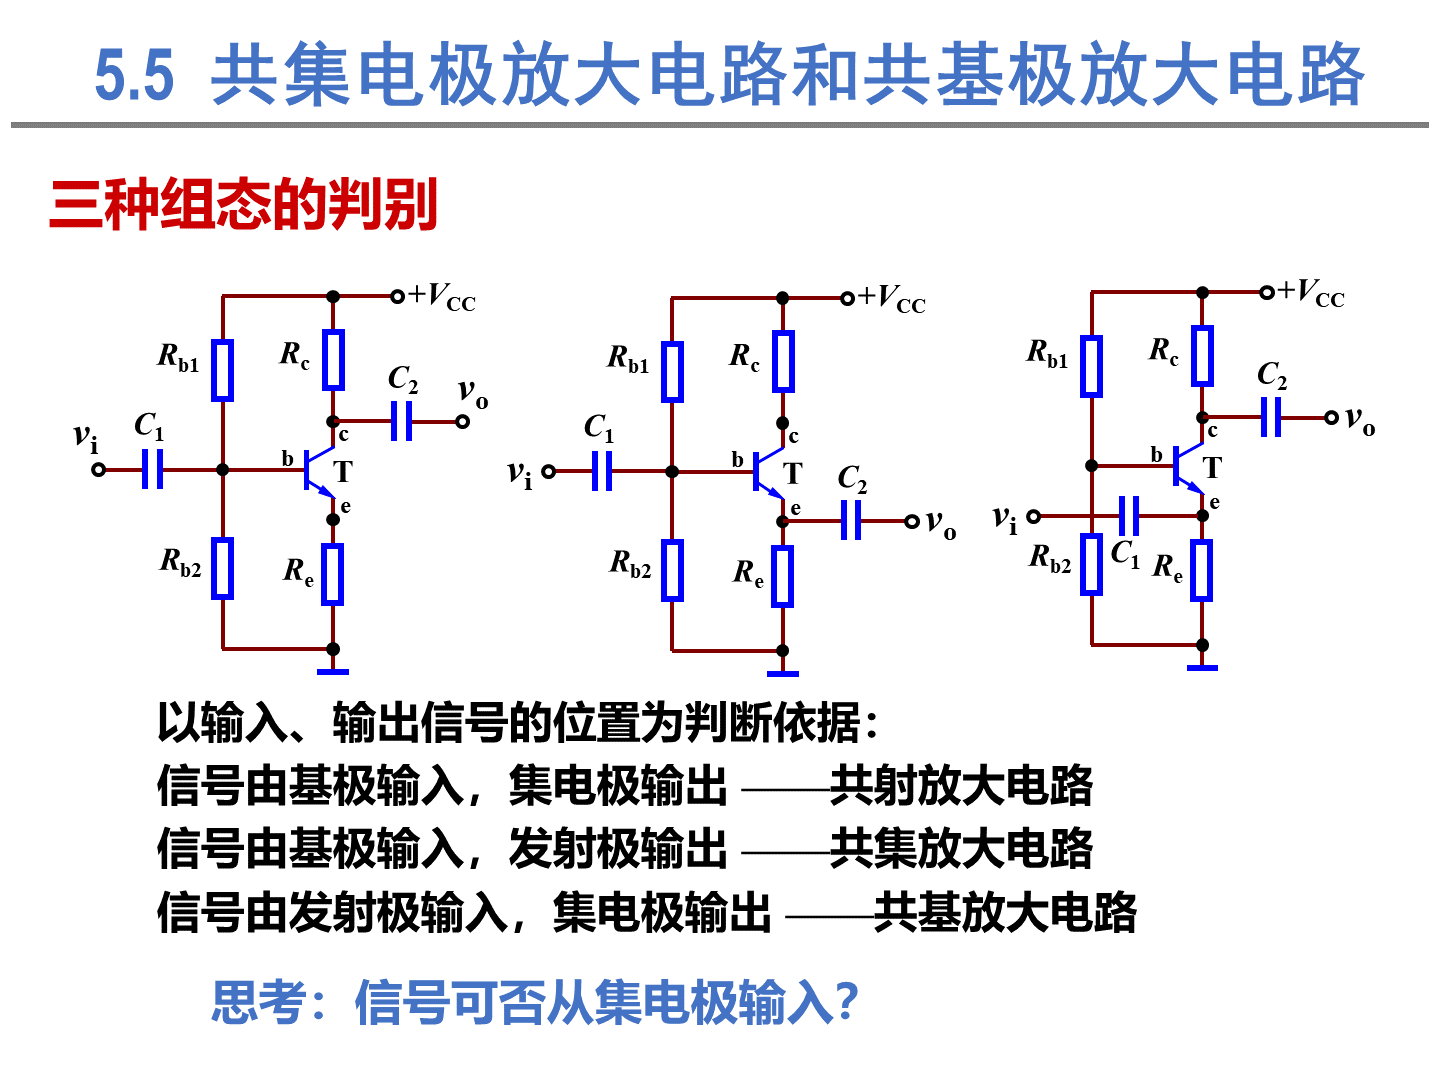 5.5 共集电极放大电路和共基极放大电路
三种组态的判别
+VCC
Rb1
Rc
C2
vo
C1
vi
c
b
T
e
Rb2
Re
+VCC
Rb1
Rc
C1
vi
c
b
T
e
C2
vo
Rb2
Re
+VCC
Rb1
Rc
C2
vo
c
b
T
e
vi
C1
Rb2
Re
以输入、输出信号的位置为判断依据：
信号由基极输入，集电极输出 ——共射放大电路
信号由基极输入，发射极输出 ——共集放大电路
信号由发射极输入，集电极输出 ——共基放大电路
思考：信号可否从集电极输入？